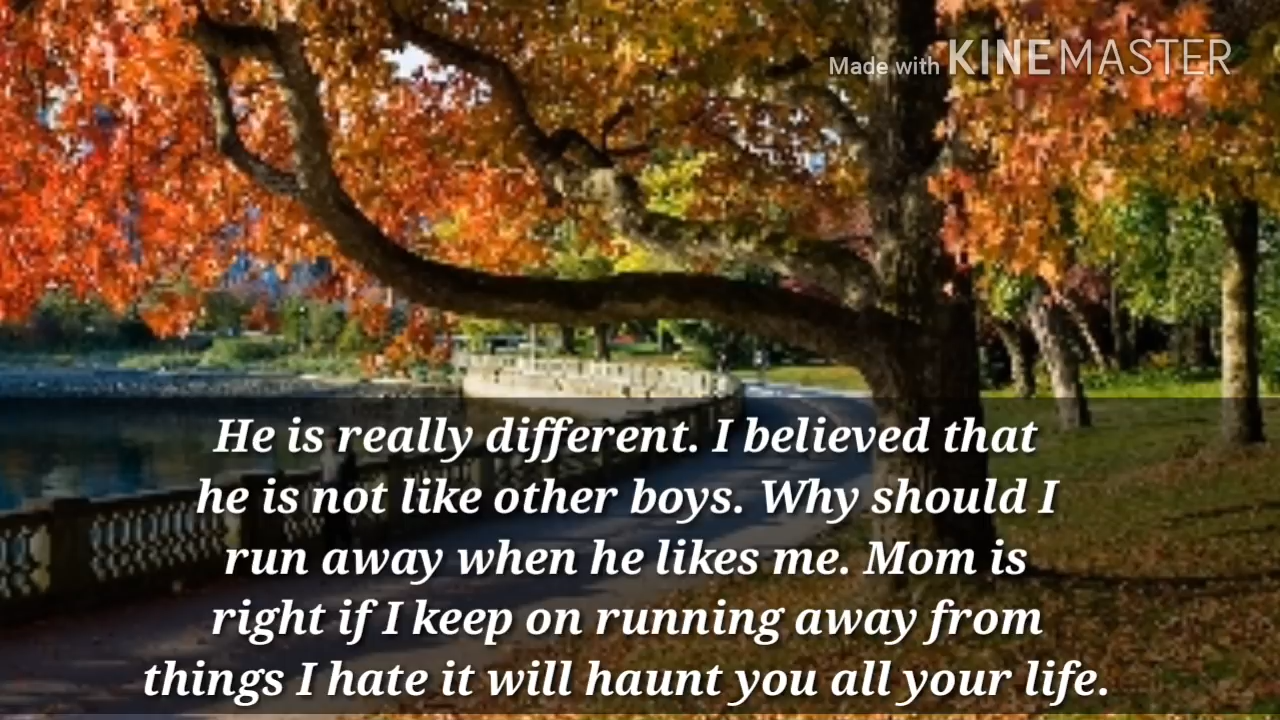 Made with KINEMASTER
He is really different. I believed that
he is not like other boys. Why should I
run away when he likes me. Mom is
right if I keep on running away from
things I hate it will haunt you all your life.